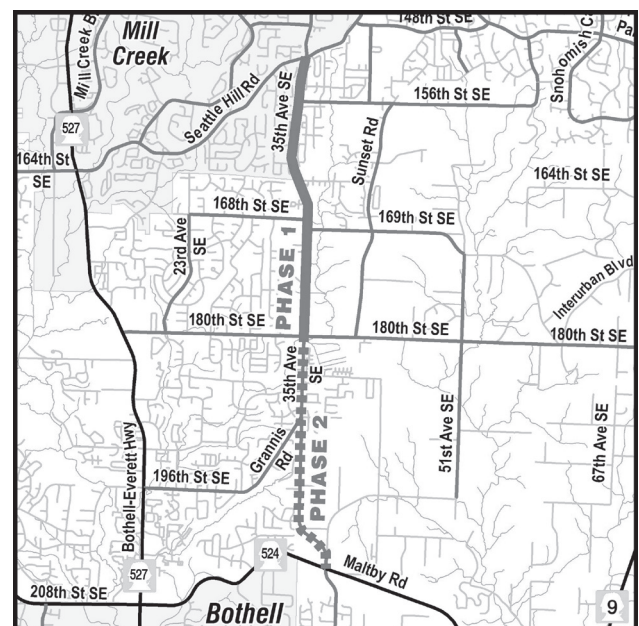 148th St SE
Mill
Creek
Mill Creek B
Seattle Hill Rd
35th Ave SE
156th St SE
Snohomish C
Pa
527
164th St
SE
Sunset Rd
164th St SE
168th St SE
169th St SE
23rd Ave
SE
PHASE 1
Interurban Blvd
180th St SE
180th St SE
180th St SE
35th Ave
SE
Bothell-Everett Hwy
Grannis
Rd
PHASE 2
51st Ave SE
67th Ave SE
196th St SE
524
Maltby Rd
527
208th St SE
Bothell
9